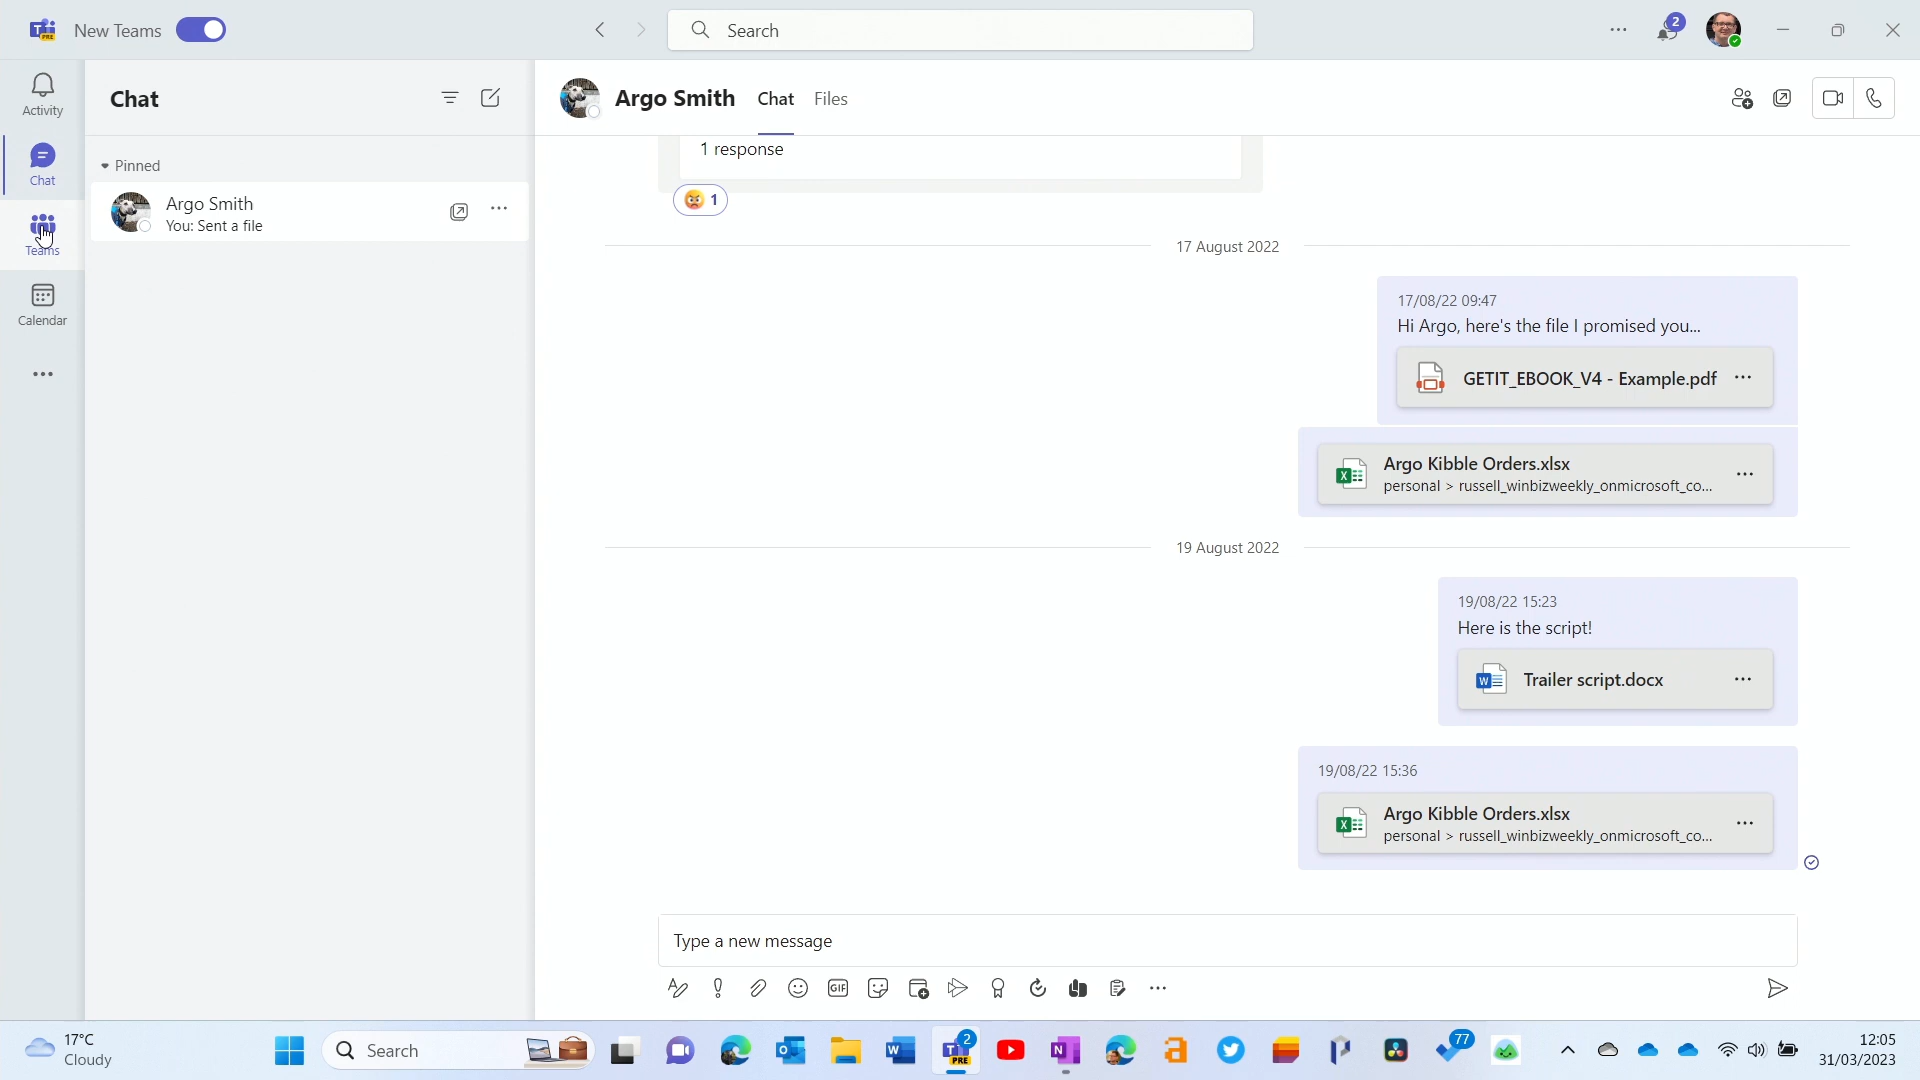 New Teams
Search
2
Activity
Chat
Teams
Calendar
Chat
Pinned
Argo Smith
You: Sent a file
Argo Smith
Chat
Files
1 response
1
17 August 2022
17/08/22 09:47
Hi Argo, here's the file I promised you...
GETIT_EBOOK_V4 - Example.pdf
Argo Kibble Orders.xlsx
personal > russell_winbizweekly_onmicrosoft_co...
19 August 2022
19/08/22 15:23
Here is the script!
Trailer script.docx
19/08/22 15:36
Argo Kibble Orders.xlsx
personal > russell_winbizweekly_onmicrosoft_co...
Type a new message
GIF
17°C
Cloudy
Search
2
77
12:05
31/03/2023